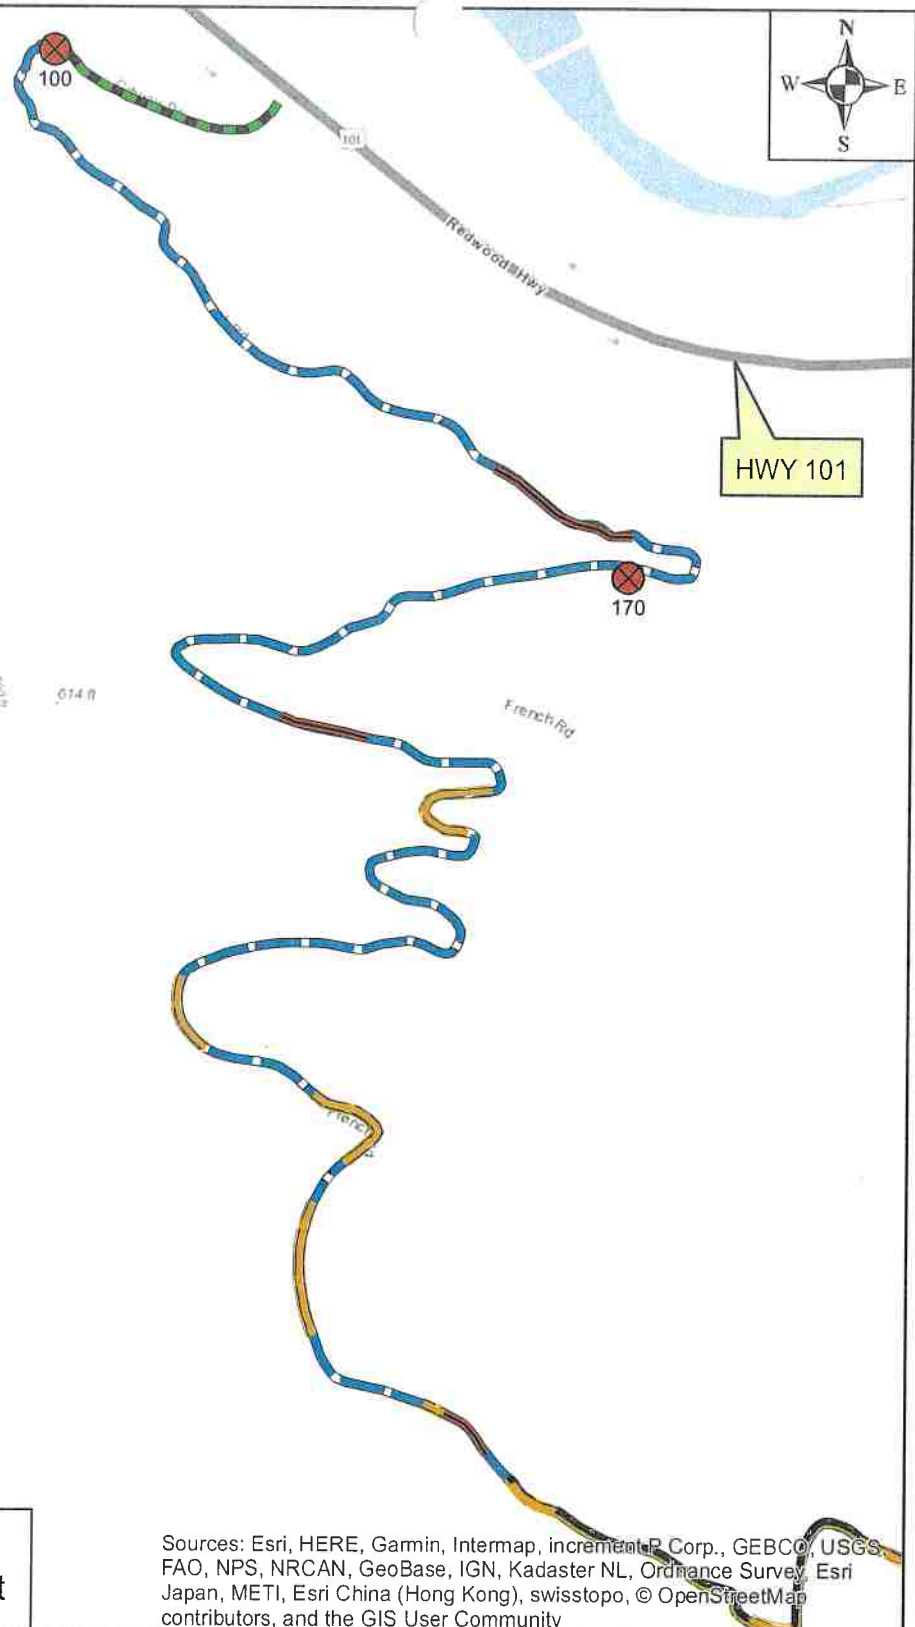 N
W E
S
100
101
Redwood Hwy
Rd
HWY 101
170
614 ft
French Rd
French
Sources: Esri, HERE, Garmin, Intermap, increment P Corp., GEBCO, USGS
FAO, NPS, NRCAN, GeoBase, IGN, Kadaster NL, Ordnance Survey, Esri
Japan, METI, Esri China (Hong Kong), swisstopo, © OpenStreetMap
contributors, and the GIS User Community